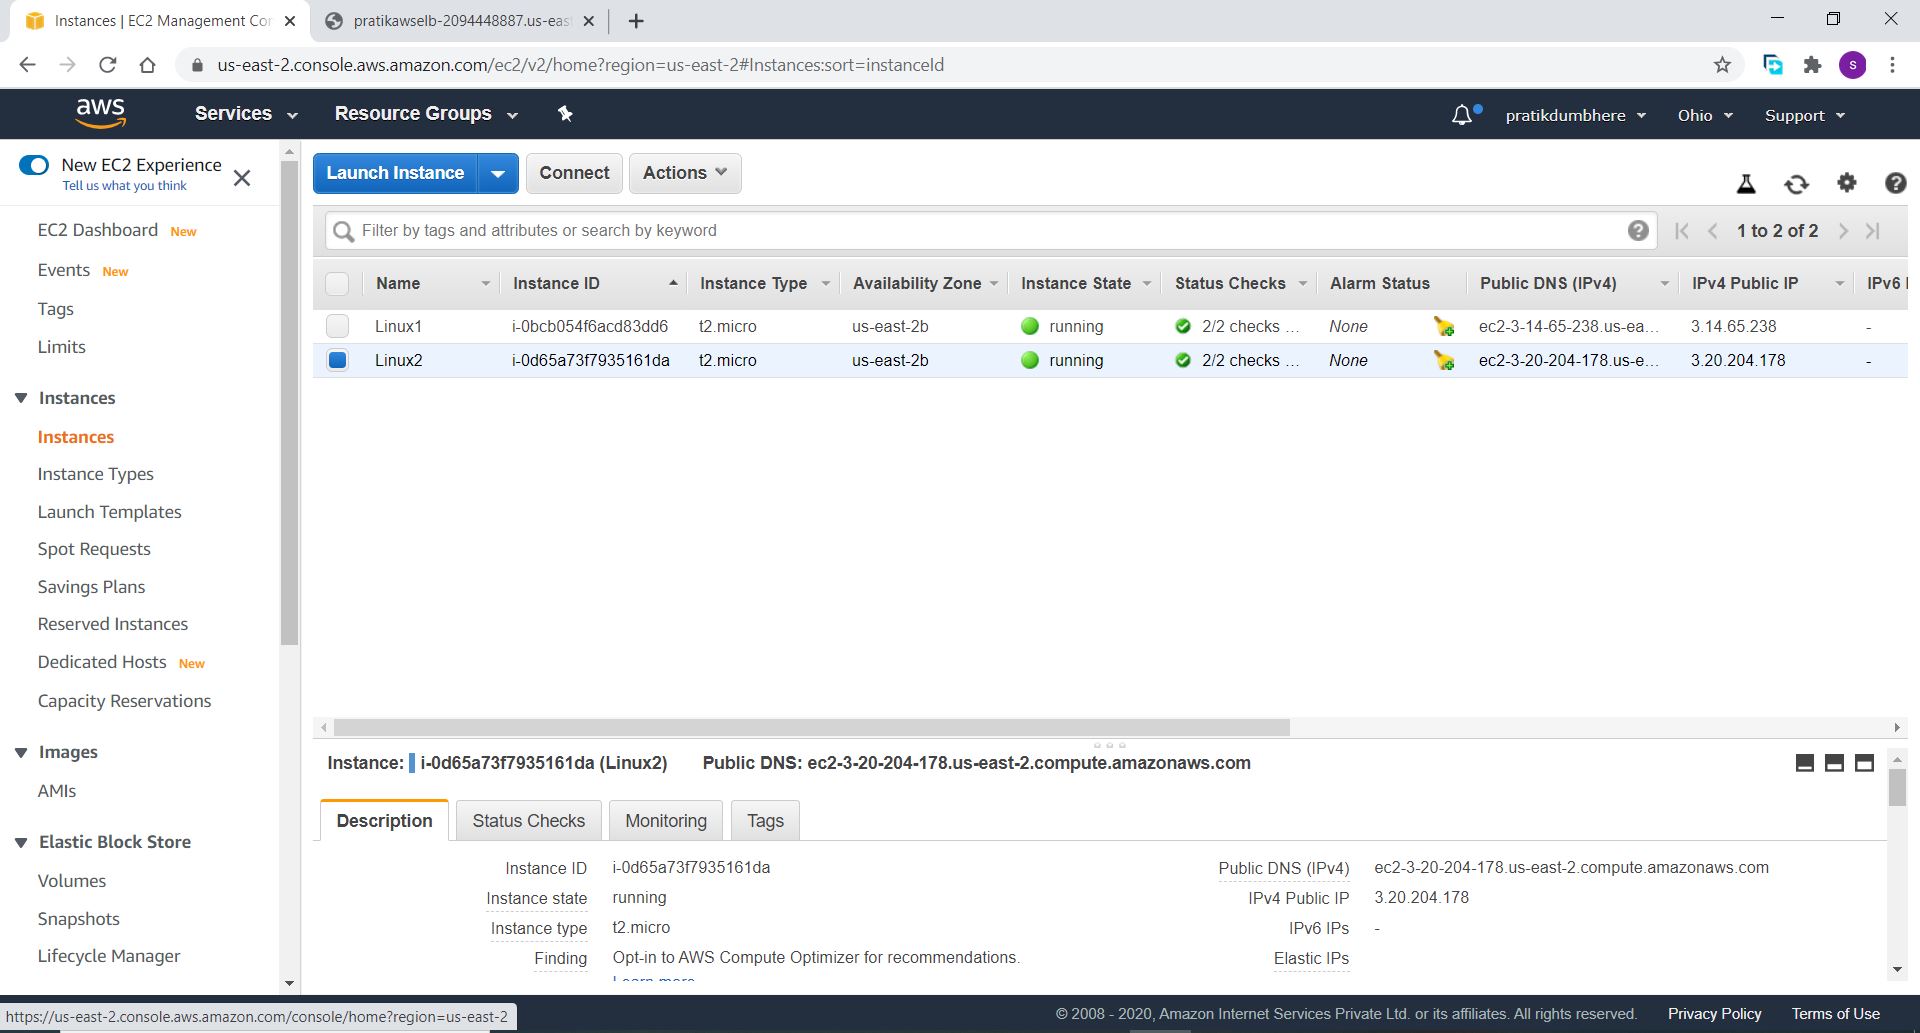 Instances | EC2 Management Con
pratikawselb-2094448887.us-east
us-east-2.console.aws.amazon.com/ec2/v2/home?region=us-east-2#Instances:sort=instanceId
s
aws
Services
Resource Groups
pratikdumbhere
Ohio
Support
New EC2 Experience
Tell us what you think
EC2 Dashboard New
Events New
Tags
Limits
Instances
Instances
Instance Types
Launch Templates
Spot Requests
Savings Plans
Reserved Instances
Dedicated Hosts New
Capacity Reservations
Images
AMIs
Elastic Block Store
Volumes
Snapshots
Lifecycle Manager
Launch Instance
Connect
Actions
Filter by tags and attributes or search by keyword
1 to 2 of 2
Name Instance ID Instance Type Availability Zone Instance State Status Checks Alarm Status Public DNS (IPv4) IPv4 Public IP IPv6 I
Linux1 i-0bcb054f6acd83dd6 t2.micro us-east-2b running 2/2 checks ... None ec2-3-14-65-238.us-ea... 3.14.65.238 -
Linux2 i-0d65a73f7935161da t2.micro us-east-2b running 2/2 checks ... None ec2-3-20-204-178.us-e... 3.20.204.178 -
Instance: i-0d65a73f7935161da (Linux2) Public DNS: ec2-3-20-204-178.us-east-2.compute.amazonaws.com
Description Status Checks Monitoring Tags
Instance ID i-0d65a73f7935161da
Instance state running
Instance type t2.micro
Finding Opt-in to AWS Compute Optimizer for recommendations.
Learn more
Public DNS (IPv4) ec2-3-20-204-178.us-east-2.compute.amazonaws.com
IPv4 Public IP 3.20.204.178
IPv6 IPs -
Elastic IPs
https://us-east-2.console.aws.amazon.com/console/home?region=us-east-2
© 2008 - 2020, Amazon Internet Services Private Ltd. or its affiliates. All rights reserved. Privacy Policy Terms of Use